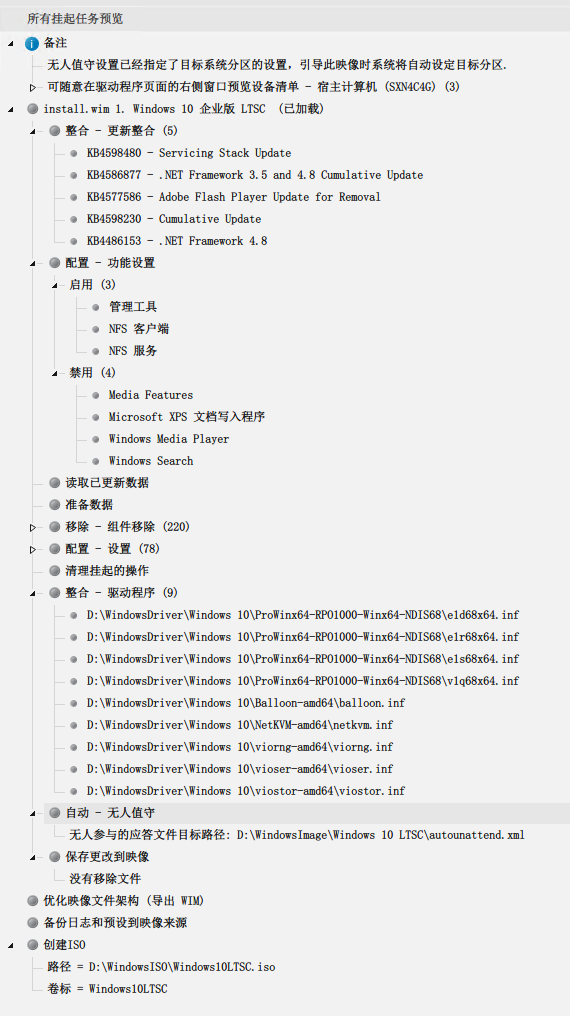 所有挂起任务预览
备注
无人值守设置已经指定了目标系统分区的设置，引导此映像时系统将自动设定目标分区.
可随意在驱动程序页面的右侧窗口预览设备清单 - 宿主计算机 (SXN4C4G) (3)
install.wim 1. Windows 10 企业版 LTSC （已加载）
整合 - 更新整合 (5)
KB4598480 - Servicing Stack Update
KB4586877 - .NET Framework 3.5 and 4.8 Cumulative Update
KB4577586 - Adobe Flash Player Update for Removal
KB4598230 - Cumulative Update
KB4486153 - .NET Framework 4.8
配置 - 功能设置
启用 (3)
管理工具
NFS 客户端
NFS 服务
禁用 (4)
Media Features
Microsoft XPS 文档写入程序
Windows Media Player
Windows Search
读取已更新数据
准备数据
移除 - 组件移除 (220)
配置 - 设置 (78)
清理挂起的操作
整合 - 驱动程序 (9)
D:\WindowsDriver\Windows 10\ProWinx64-RPO1000-Winx64-NDIS68\e1d68x64.inf
D:\WindowsDriver\Windows 10\ProWinx64-RPO1000-Winx64-NDIS68\e1r68x64.inf
D:\WindowsDriver\Windows 10\ProWinx64-RPO1000-Winx64-NDIS68\e1s68x64.inf
D:\WindowsDriver\Windows 10\ProWinx64-RPO1000-Winx64-NDIS68\v1q68x64.inf
D:\WindowsDriver\Windows 10\Balloon-amd64\balloon.inf
D:\WindowsDriver\Windows 10\NetKVM-amd64\netkvm.inf
D:\WindowsDriver\Windows 10\viorng-amd64\viorng.inf
D:\WindowsDriver\Windows 10\vioser-amd64\vioser.inf
D:\WindowsDriver\Windows 10\viostor-amd64\viostor.inf
自动 - 无人值守
无人参与的应答文件目标路径: D:\WindowsImage\Windows 10 LTSC\autounattend.xml
保存更改到映像
没有移除文件
优化映像文件架构 (导出 WIM)
备份日志和预设到映像来源
创建ISO
路径 = D:\WindowsISO\Windows10LTSC.iso
卷标 = Windows10LTSC